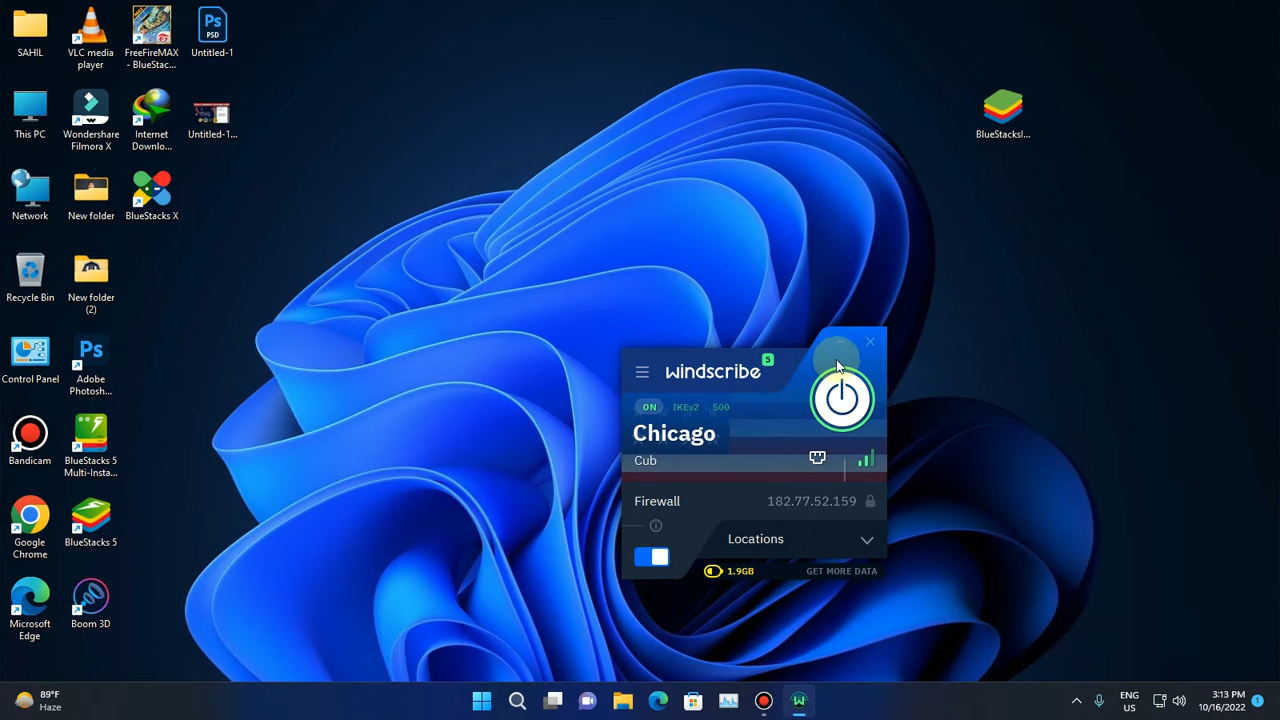 SAHIL
VLC media
player
FreeFireMAX
- BlueStac...
Ps
PSD
Untitled-1
This PC
Wondershare
Filmora X
Internet
Downlo...
Untitled-1...
BlueStacksI...
Network
New folder
BlueStacks X
Recycle Bin
New folder
(2)
Control Panel
Ps
Adobe
Photosh...
Bandicam
BlueStacks 5
Multi-Insta...
Google
Chrome
BlueStacks 5
Microsoft
Edge
Boom 3D
windscribe
5
ON IKEv2 500
Chicago
Cub
Firewall 182.77.52.159
Locations
1.9GB GET MORE DATA
89°F
Haze
ENG
US
3:13 PM
10/16/2022
1